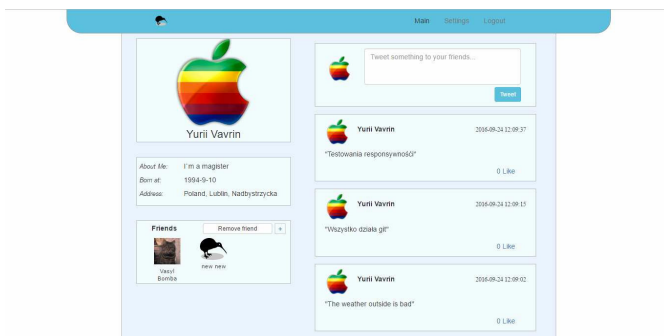 Main Settings Logout
Yurii Vavrin
About Me: I`m a magister
Born at: 1994-9-10
Address: Poland, Lublin, Nadbystrzycka
Friends Remove friend +
Vasyl
Bomba
new new
Tweet something to your friends...
Tweet
Yurii Vavrin 2016-09-24 12:09:37
"Testowania responsywnośći"
0 Like
Yurii Vavrin 2016-09-24 12:09:15
"Wszystko działa git"
0 Like
Yurii Vavrin 2016-09-24 12:09:02
"The weather outside is bad"
0 Like